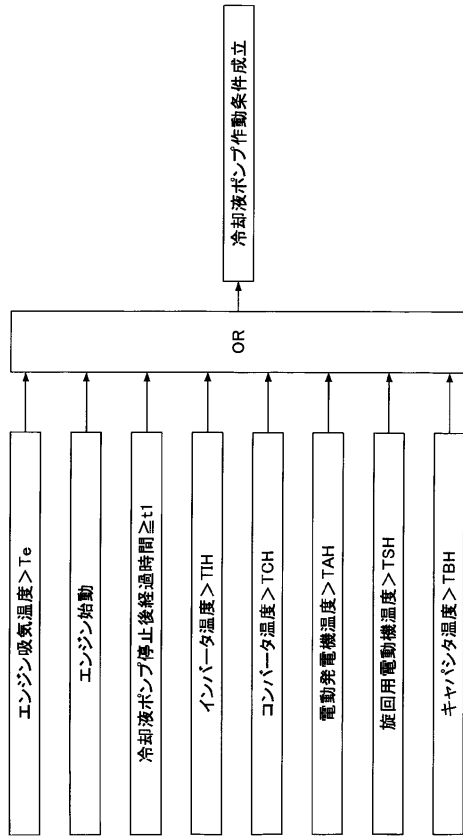 エンジン吸気温度＞Te
エンジン始動
冷却液ポンプ停止後経過時間≧t1
インバータ温度＞TIH
コンバータ温度＞TCH
電動発電機温度＞TAH
旋回用電動機温度＞TSH
キャパシタ温度＞TBH
OR
冷却液ポンプ作動条件成立